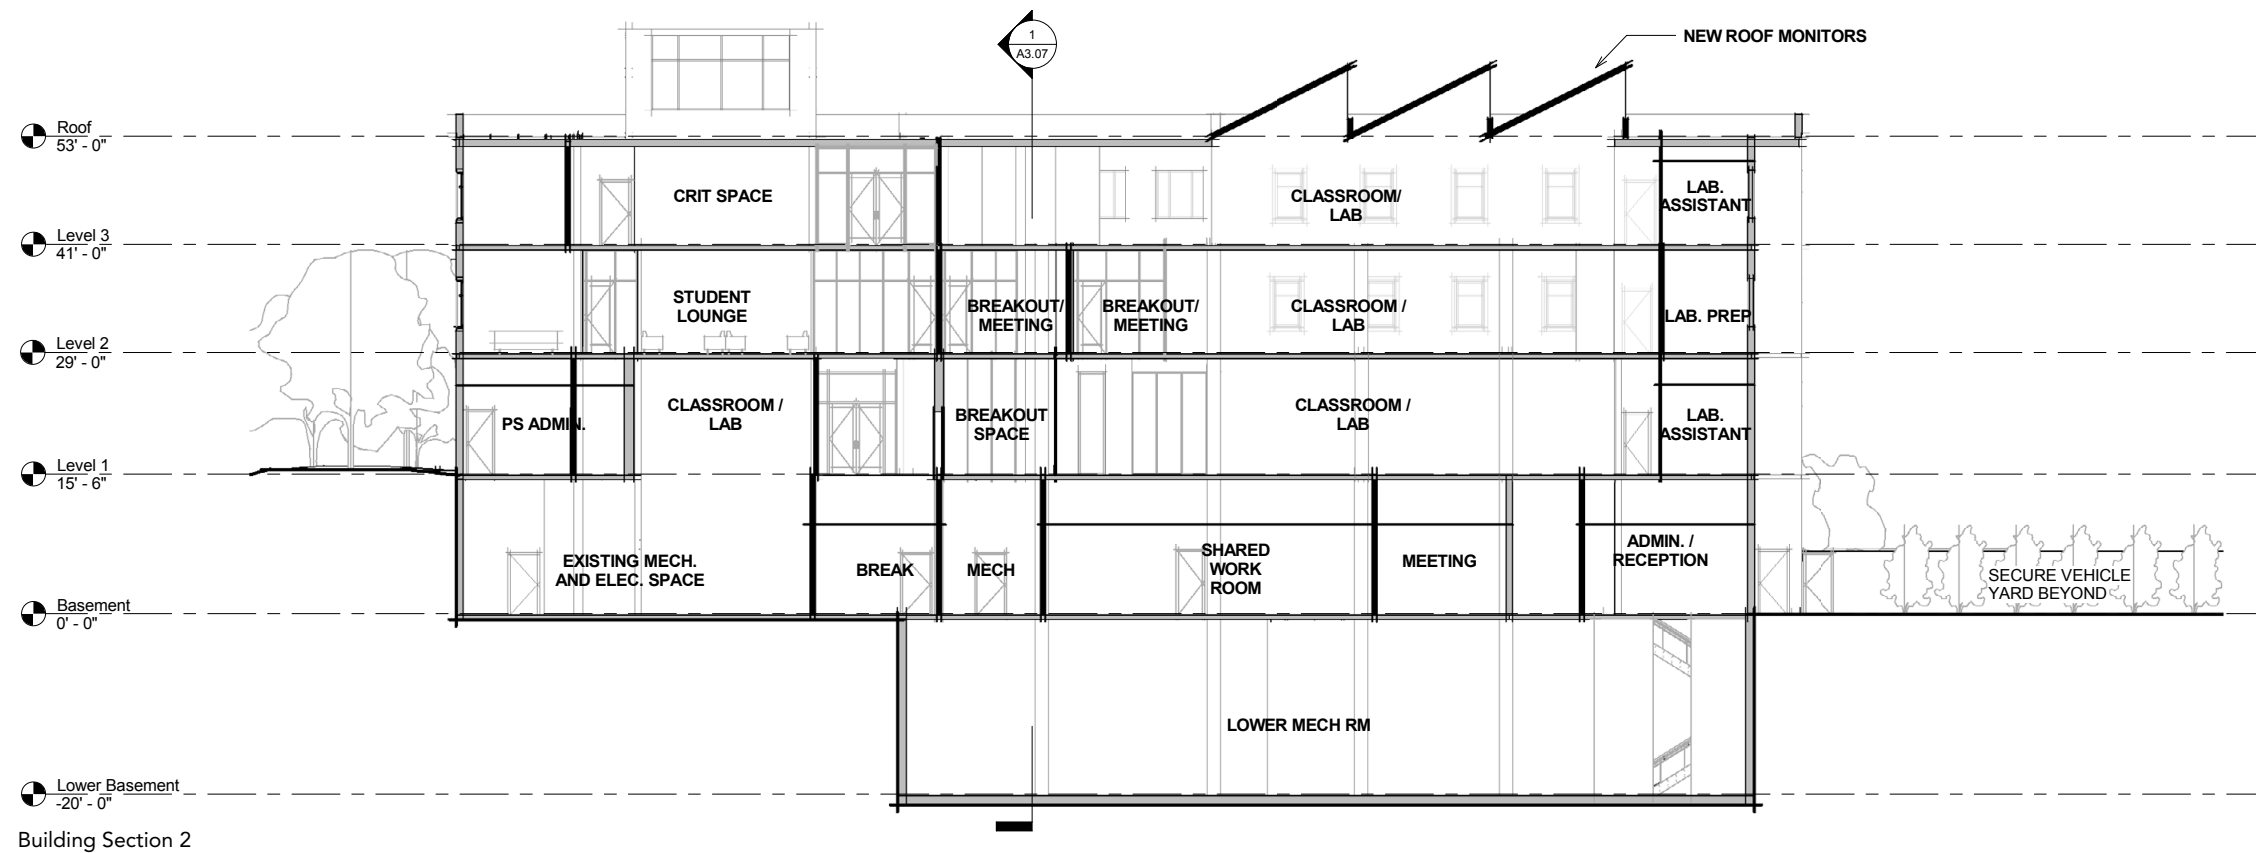 1
A3.07
NEW ROOF MONITORS
Roof
53' - 0"
CRIT SPACE
CLASSROOM/
LAB
LAB.
ASSISTANT
Level 3
41' - 0"
STUDENT
LOUNGE
BREAKOUT/
MEETING
BREAKOUT/
MEETING
CLASSROOM /
LAB
LAB. PREP
Level 2
29' - 0"
PS ADMIN.
CLASSROOM /
LAB
BREAKOUT
SPACE
CLASSROOM /
LAB
LAB.
ASSISTANT
Level 1
15' - 6"
EXISTING MECH.
AND ELEC. SPACE
BREAK
MECH
SHARED
WORK
ROOM
MEETING
ADMIN. /
RECEPTION
SECURE VEHICLE
YARD BEYOND
Basement
0' - 0"
LOWER MECH RM
Lower Basement
-20' - 0"
Building Section 2